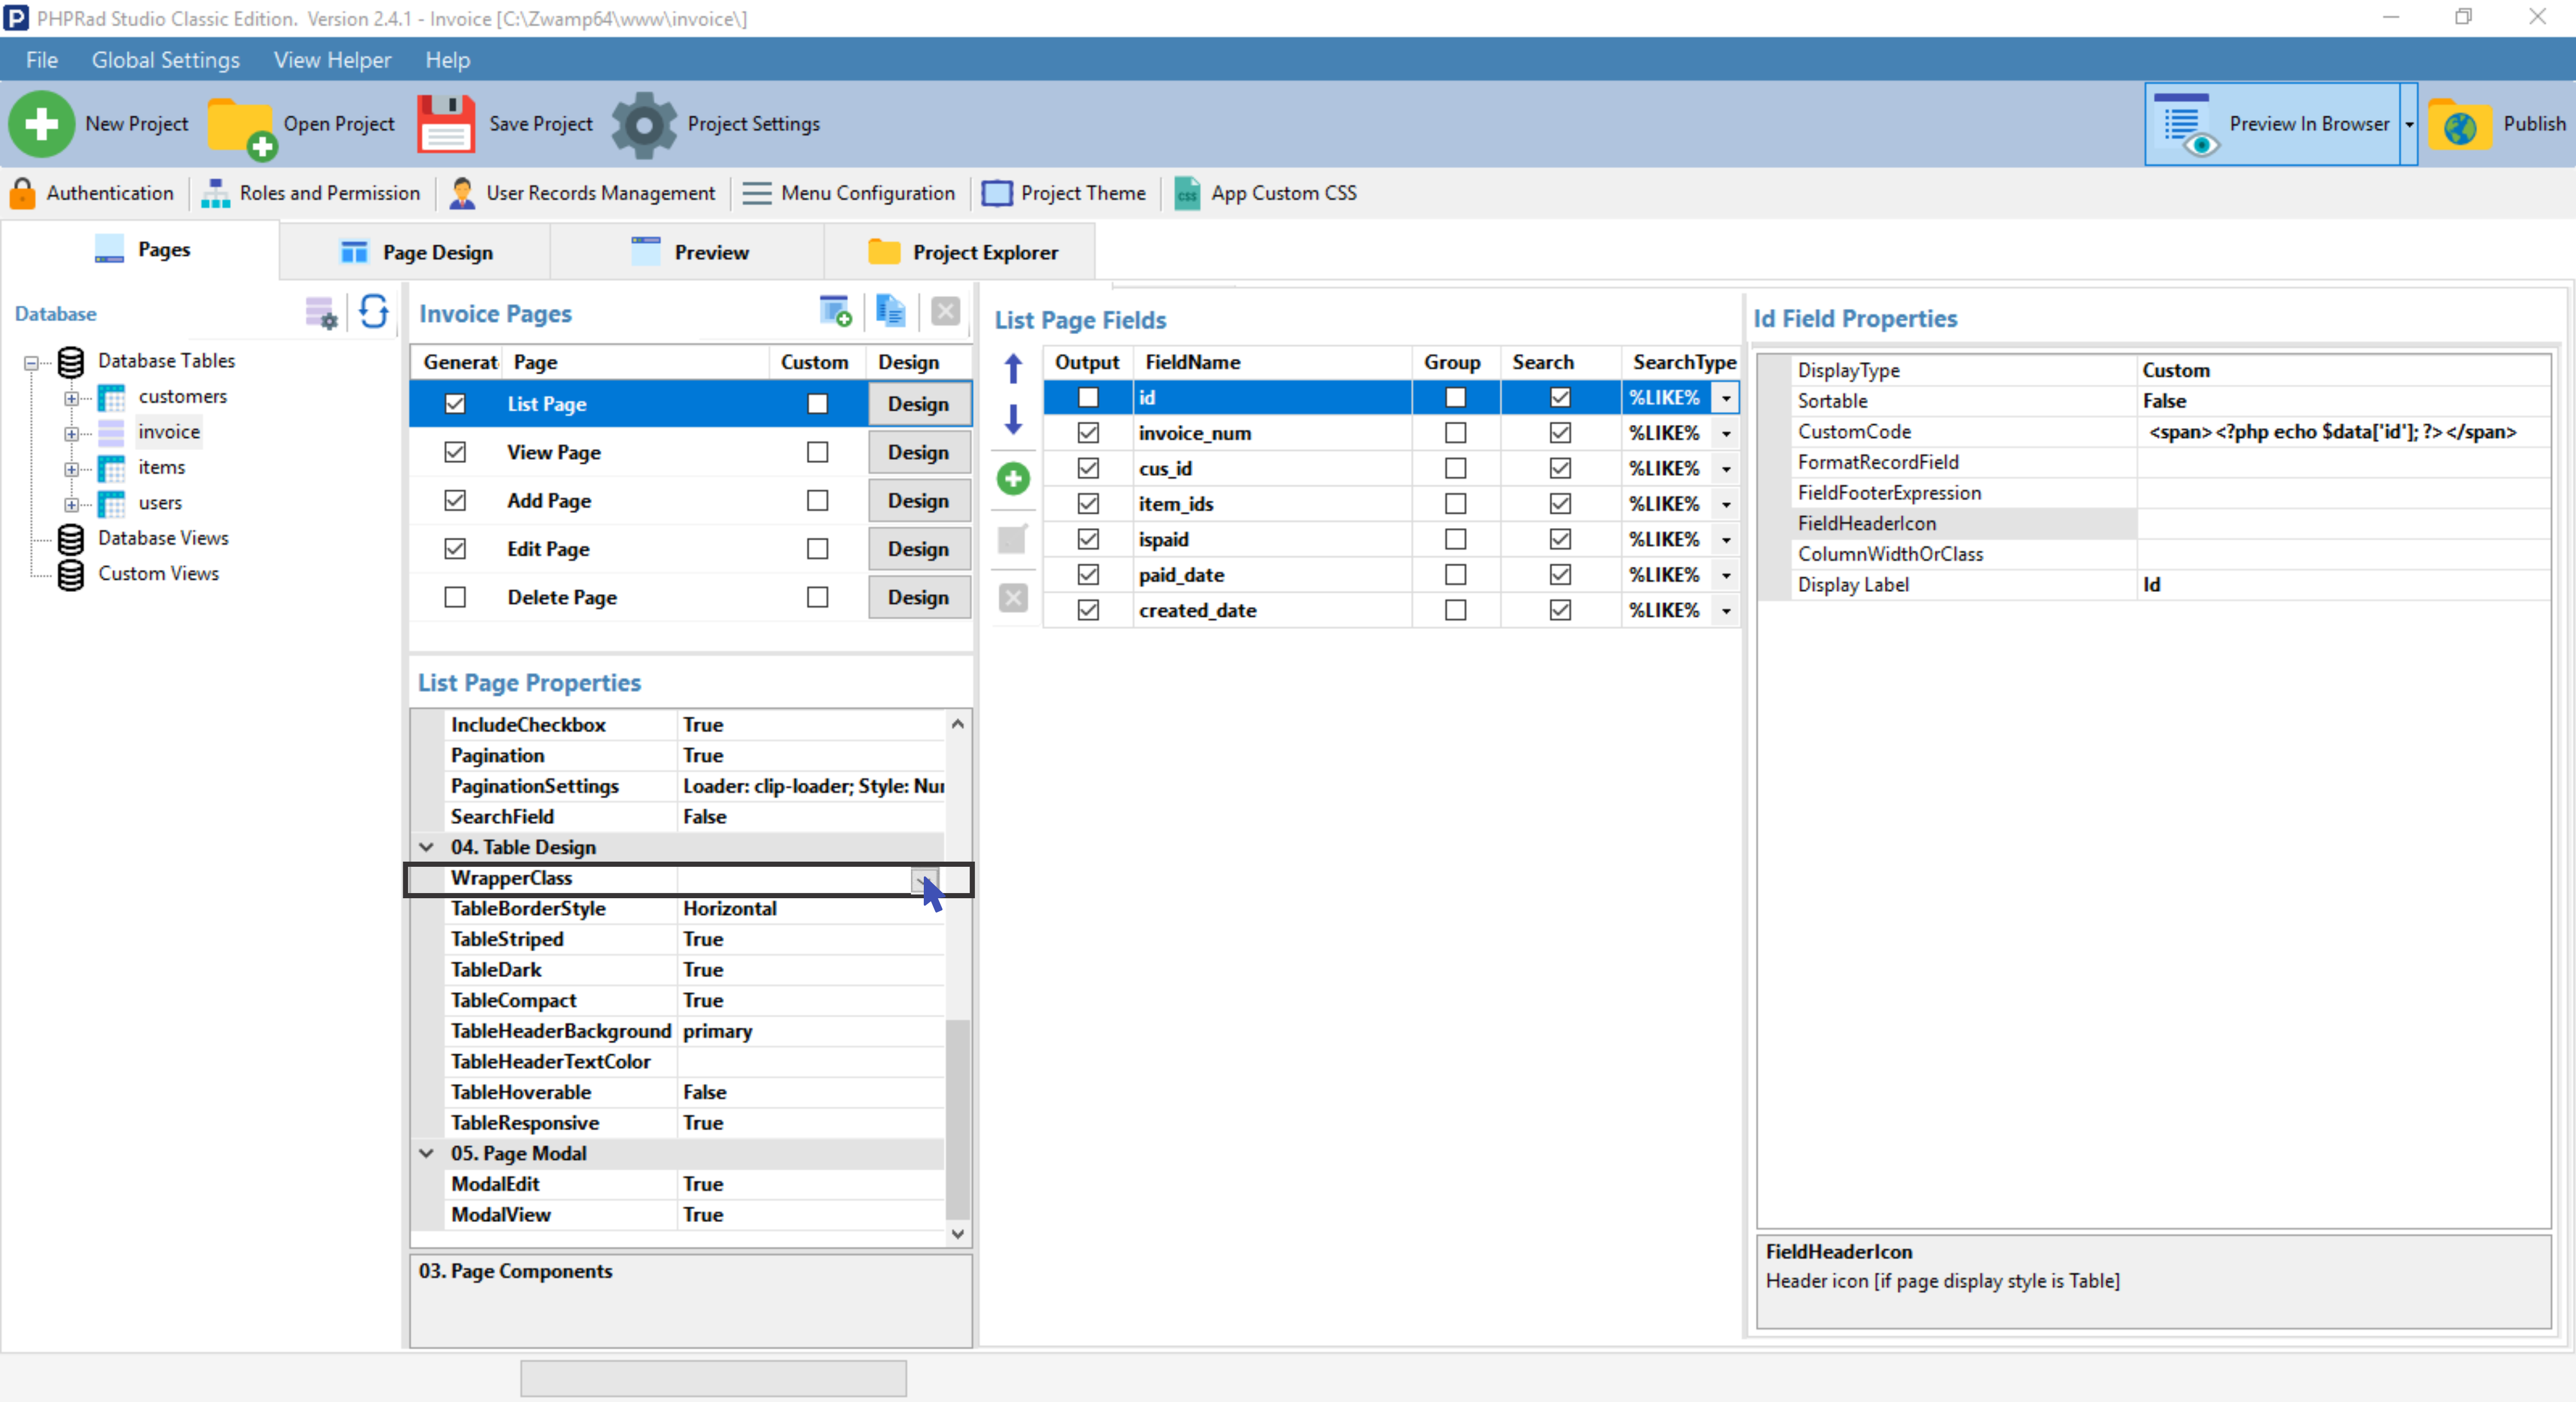 PHPRad Studio Classic Edition.  Version 2.4.1 - Invoice [C:\Zwamp64\www\invoice\]
File Global Settings View Helper Help
New Project Open Project Save Project Project Settings Preview In Browser Publish
Authentication Roles and Permission User Records Management Menu Configuration Project Theme App Custom CSS
Pages Page Design Preview Project Explorer
Database
Database Tables
customers
invoice
items
users
Database Views
Custom Views
Invoice Pages
Generat Page Custom Design
List Page Design
View Page Design
Add Page Design
Edit Page Design
Delete Page Design
List Page Properties
IncludeCheckbox True
Pagination True
PaginationSettings Loader: clip-loader; Style: Nur
SearchField False
04. Table Design
WrapperClass
TableBorderStyle Horizontal
TableStriped True
TableDark True
TableCompact True
TableHeaderBackground primary
TableHeaderTextColor
TableHoverable False
TableResponsive True
05. Page Modal
ModalEdit True
ModalView True
03. Page Components
List Page Fields
Output FieldName Group Search SearchType
id %LIKE%
invoice_num %LIKE%
cus_id %LIKE%
item_ids %LIKE%
ispaid %LIKE%
paid_date %LIKE%
created_date %LIKE%
Id Field Properties
DisplayType Custom
Sortable False
CustomCode <span><?php echo $data['id']; ?></span>
FormatRecordField
FieldFooterExpression
FieldHeaderIcon
ColumnWidthOrClass
Display Label Id
FieldHeaderIcon
Header icon [if page display style is Table]